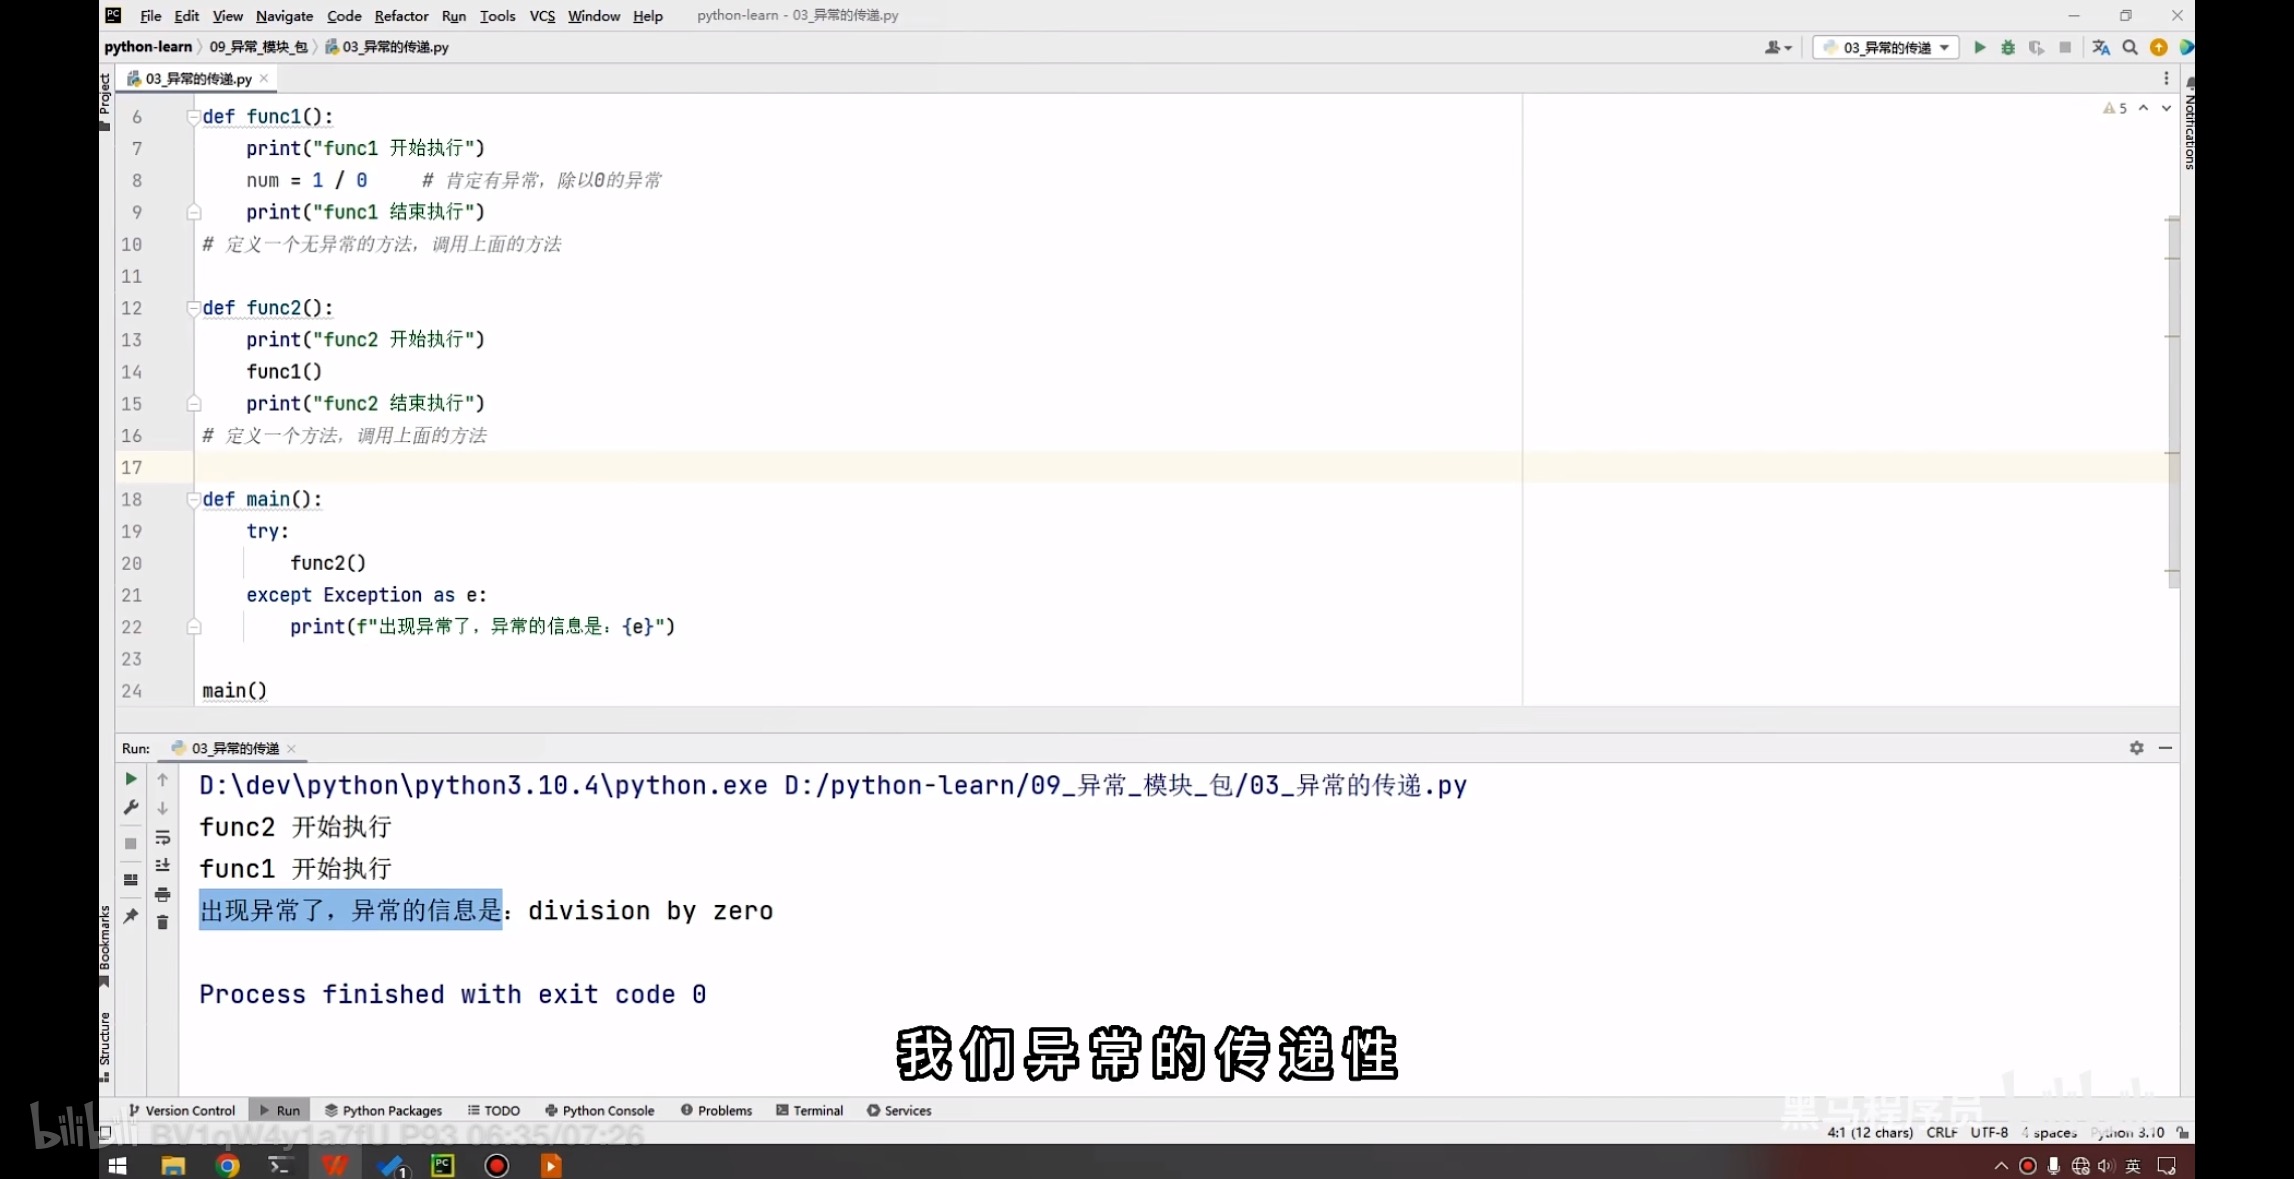 File Edit View Navigate Code Refactor Run Tools VCS Window Help python-learn - 03_异常的传递.py
python-learn 09_异常_模块_包 03_异常的传递.py 03_异常的传递
Project
03_异常的传递.py
Notifications
5
6 def func1():
7 print("func1 开始执行")
8 num = 1 / 0 # 肯定有异常，除以0的异常
9 print("func1 结束执行")
10 # 定义一个无异常的方法，调用上面的方法
11
12 def func2():
13 print("func2 开始执行")
14 func1()
15 print("func2 结束执行")
16 # 定义一个方法，调用上面的方法
17
18 def main():
19 try:
20 func2()
21 except Exception as e:
22 print(f"出现异常了，异常的信息是：{e}")
23
24 main()
Run: 03_异常的传递
D:\dev\python\python3.10.4\python.exe D:/python-learn/09_异常_模块_包/03_异常的传递.py
func2 开始执行
func1 开始执行
出现异常了，异常的信息是：division by zero
Process finished with exit code 0
Bookmarks
Structure
我们异常的传递性
Version Control Run Python Packages TODO Python Console Problems Terminal Services
黑马程序员 bilibili
bilibili BV1qW4y1a7fU P93 06:35/07:26
4:1 (12 chars) CRLF UTF-8 4 spaces Python 3.10
英